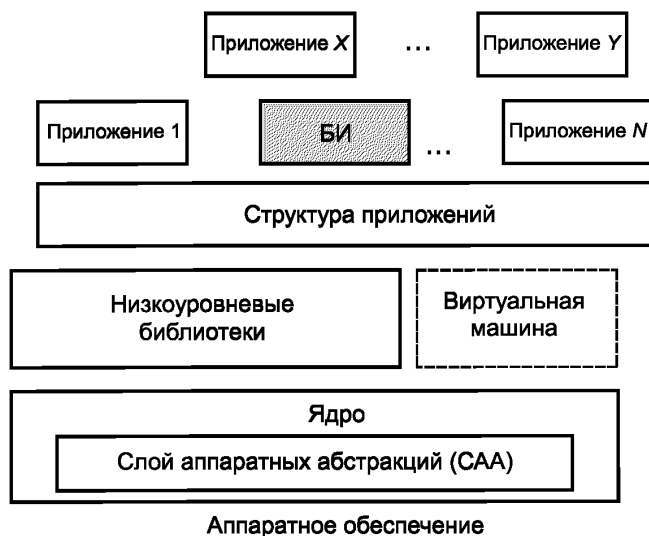 Приложение X ... Приложение Y
Приложение 1 БИ ... Приложение N
Структура приложений
Низкоуровневые
библиотеки
Виртуальная
машина
Ядро
Слой аппаратных абстракций (САА)
Аппаратное обеспечение